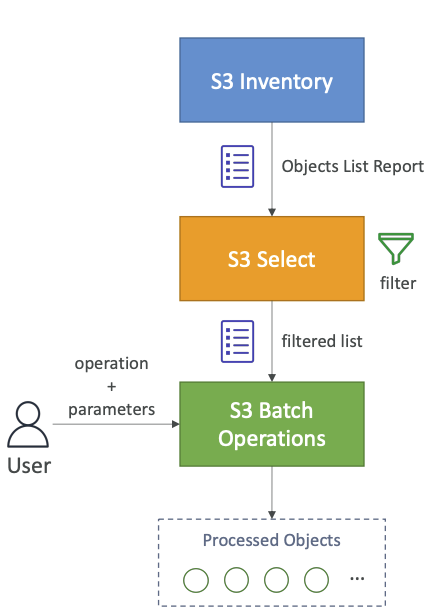 S3 Inventory
Objects List Report
S3 Select
filter
filtered list
operation
+
parameters
S3 Batch
Operations
User
Processed Objects
...